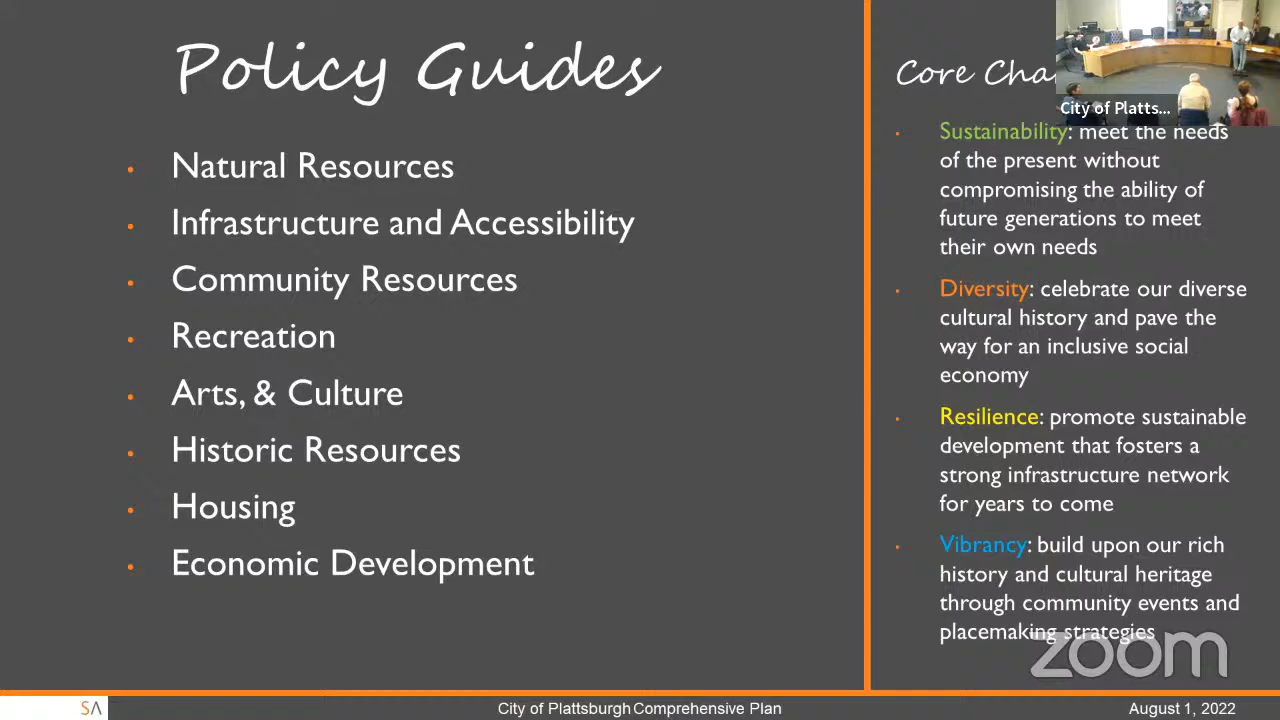 Policy Guides
• Natural Resources
• Infrastructure and Accessibility
• Community Resources
• Recreation
• Arts, & Culture
• Historic Resources
• Housing
• Economic Development
Core Cha
City of Platts...
• Sustainability: meet the needs
of the present without
compromising the ability of
future generations to meet
their own needs
• Diversity: celebrate our diverse
cultural history and pave the
way for an inclusive social
economy
• Resilience: promote sustainable
development that fosters a
strong infrastructure network
for years to come
• Vibrancy: build upon our rich
history and cultural heritage
through community events and
placemaking strategies
zoom
SA
City of Plattsburgh Comprehensive Plan
August 1, 2022